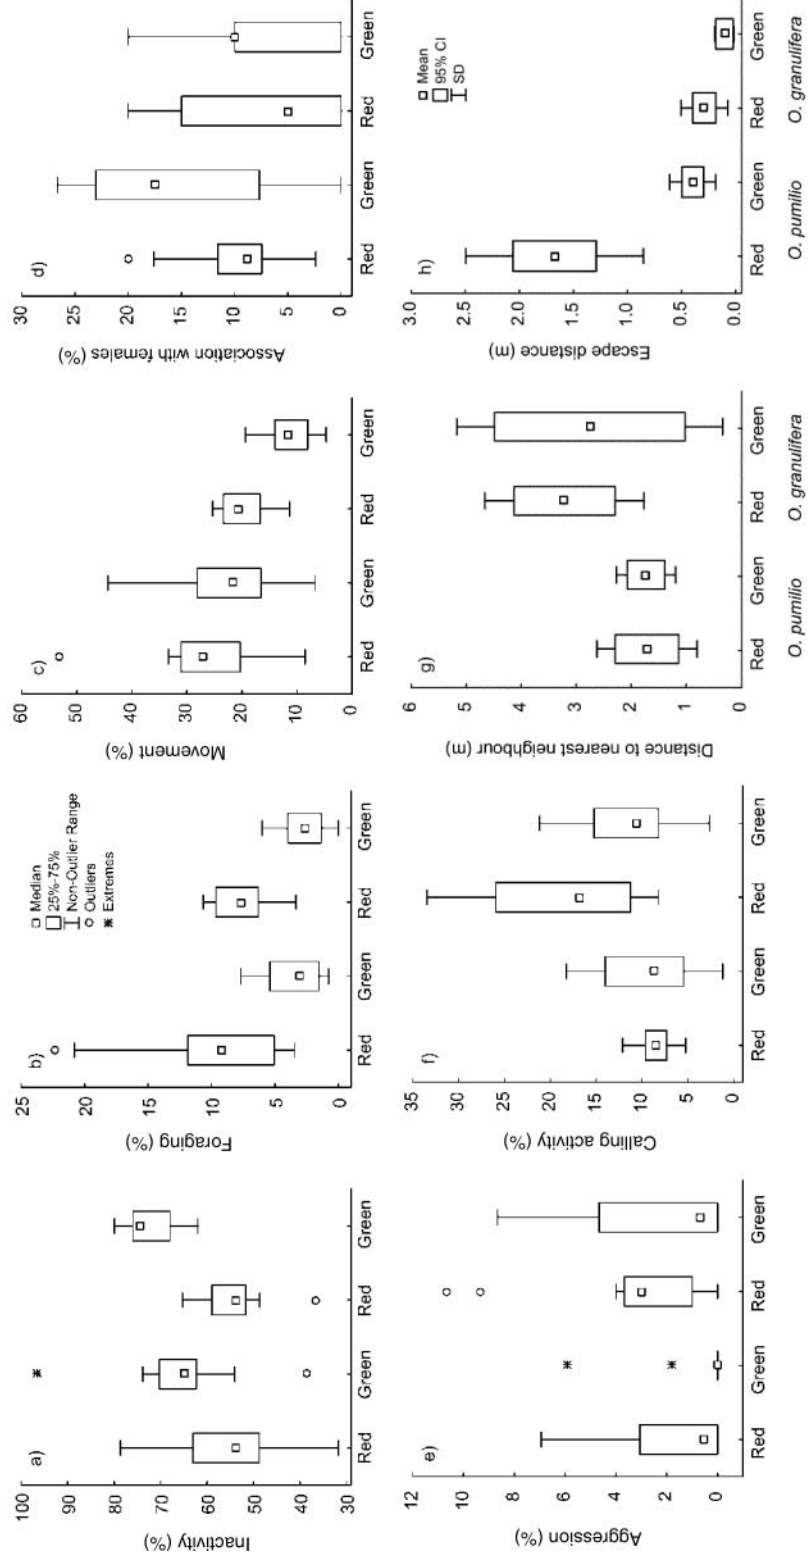 a)
Inactivity (%)
100
80
60
40
30
Red
Green
Red
Green
b)
Foraging (%)
25
20
15
10
5
0
Median
25%-75%
Non-Outlier Range
Outliers
Extremes
Red
Green
Red
Green
c)
Movement (%)
60
50
40
30
20
10
0
Red
Green
Red
Green
d)
Association with females (%)
30
25
20
15
10
5
0
Red
Green
Red
Green
e)
Aggression (%)
12
10
8
6
4
2
0
Red
Green
Red
Green
f)
Calling activity (%)
35
30
25
20
15
10
5
0
Red
Green
Red
Green
g)
Distance to nearest neighbour (m)
6
5
4
3
2
1
0
Red
Green
Red
Green
O. pumilio
O. granulifera
h)
Escape distance (m)
3.0
2.5
2.0
1.5
1.0
0.5
0.0
Mean
95% CI
SD
Red
Green
Red
Green
O. pumilio
O. granulifera